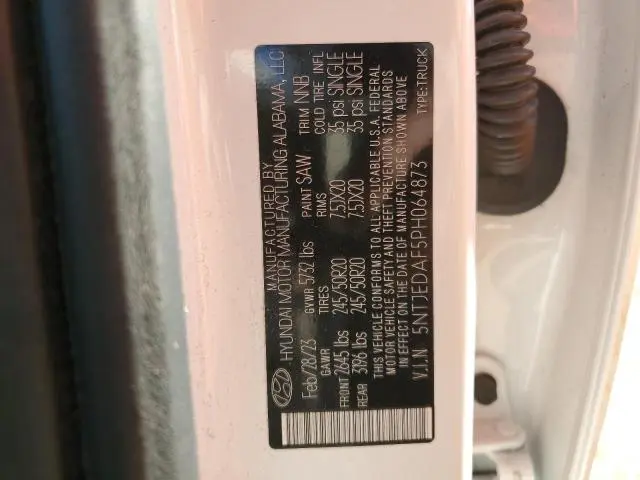 MANUFACTURED BY
HYUNDAI MOTOR MANUFACTURING ALABAMA, LLC
Feb/28/23 GVWR 5732 lbs PAINT SAW TRIM NNB
GAWR TIRES RIMS COLD TIRE INFL
FRONT 2645 lbs 245/50R20 7.5JX20 35 psi SINGLE
REAR 3196 lbs 245/50R20 7.5JX20 35 psi SINGLE
THIS VEHICLE CONFORMS TO ALL APPLICABLE U.S.A. FEDERAL
MOTOR VEHICLE SAFETY AND THEFT PREVENTION STANDARDS
IN EFFECT ON THE DATE OF MANUFACTURE SHOWN ABOVE
V.I.N 5NTJEDAF5PH064873 TYPE:TRUCK